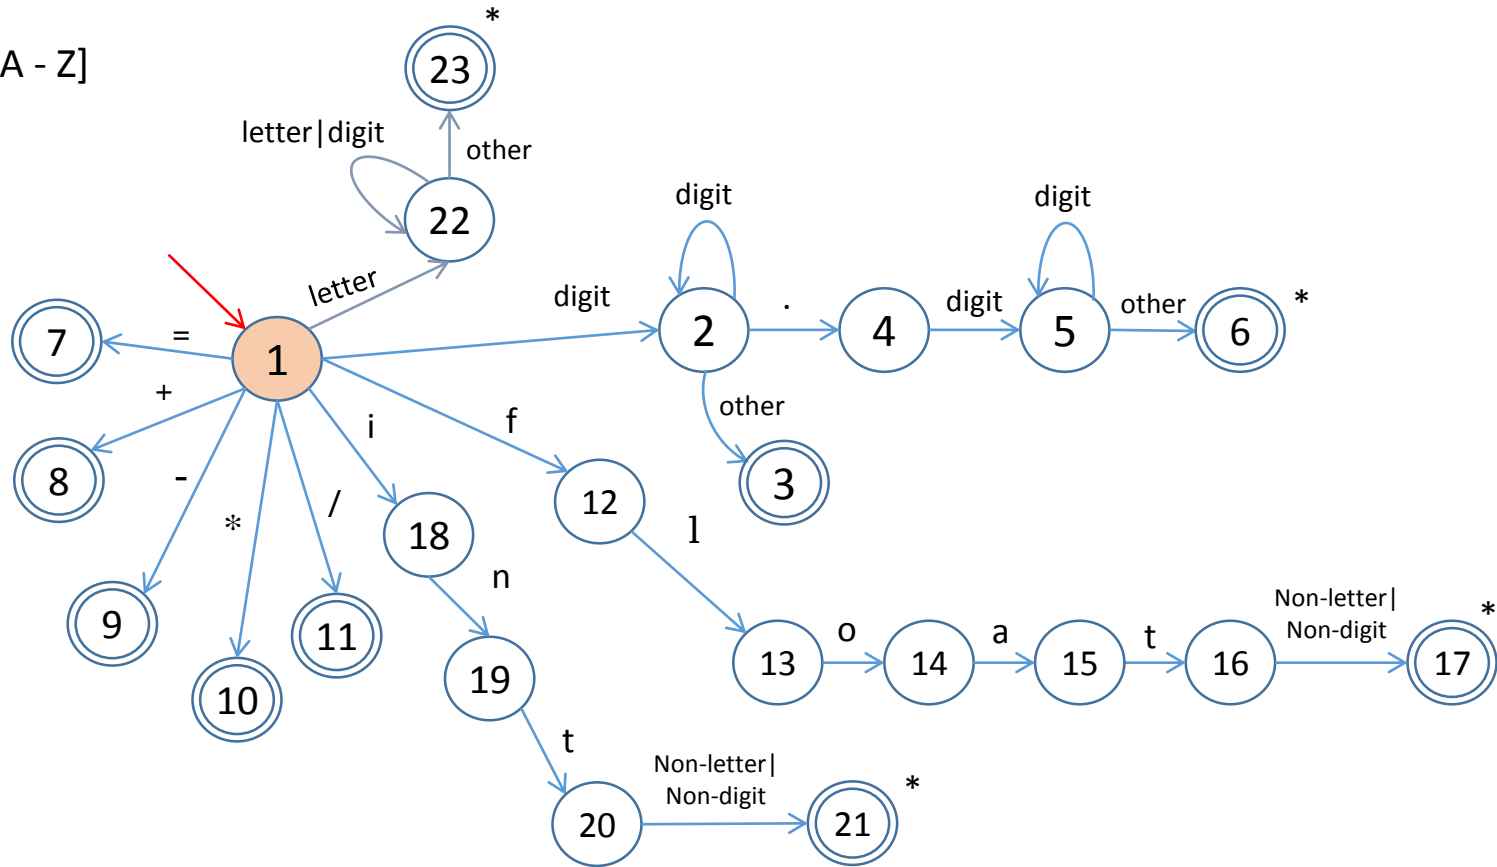 *
23
A - Z]
letter|digit
other
22
digit
digit
letter
digit
.
digit
other
*
7
=
1
2
4
5
6
+
other
i
f
8
-
3
*
/
12
18
l
n
Non-letter|
Non-digit
*
9
11
o
a
t
10
19
13
14
15
16
17
t
Non-letter|
Non-digit
*
20
21